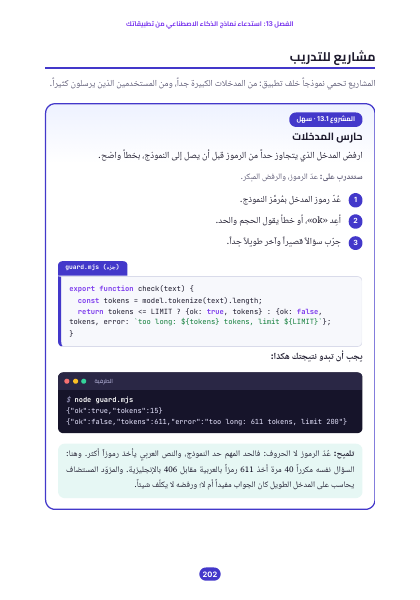 الفصل 13: استدعاء نماذج الذكاء الاصطناعي من تطبيقاتك
مشاريع للتدريب
المشاريع تحمي نموذجاً خلف تطبيق: من المدخلات الكبيرة جداً، ومن المستخدمين الذين يرسلون كثيراً.
المشروع 13.1 · سهل
حارس المدخلات
ارفض المدخل الذي يتجاوز حداً من الرموز قبل أن يصل إلى النموذج، بخطأ واضح.
ستتدرب على: عدّ الرموز، والرفض المبكر.
1 عُدّ رموز المدخل بمُرمِّز النموذج.
2 أعِد «ok»، أو خطأ يقول الحجم والحد.
3 جرّب سؤالاً قصيراً وآخر طويلاً جداً.
guard.mjs (جزء)
export function check(text) {
const tokens = model.tokenize(text).length;
return tokens <= LIMIT ? {ok: true, tokens} : {ok: false,
tokens, error: `too long: ${tokens} tokens, limit ${LIMIT}`};
}
يجب أن تبدو نتيجتك هكذا:
الطرفية
$ node guard.mjs
{"ok":true,"tokens":15}
{"ok":false,"tokens":611,"error":"too long: 611 tokens, limit 200"}
تلميح: عُدّ الرموز لا الحروف: فالحد المهم حد النموذج، والنص العربي يأخذ رموزاً أكثر. وهنا:
السؤال نفسه مكرراً 40 مرة أخذ 611 رمزاً بالعربية مقابل 406 بالإنجليزية. والمزوّد المستضاف
يحاسب على المدخل الطويل كان الجواب مفيداً أم لا؛ ورفضه لا يكلّف شيئاً.
202